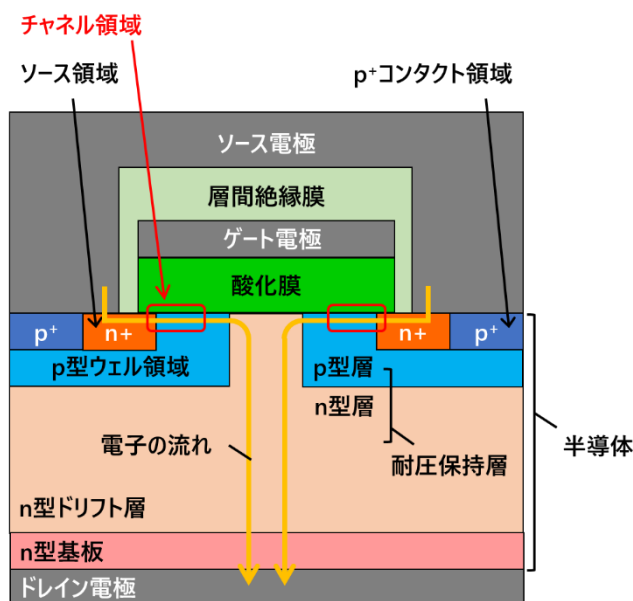 チャネル領域
ソース領域
p⁺コンタクト領域
ソース電極
層間絶縁膜
ゲート電極
酸化膜
p⁺
n+
n+
p⁺
p型ウェル領域
p型層
n型層
電子の流れ
耐圧保持層
半導体
n型ドリフト層
n型基板
ドレイン電極